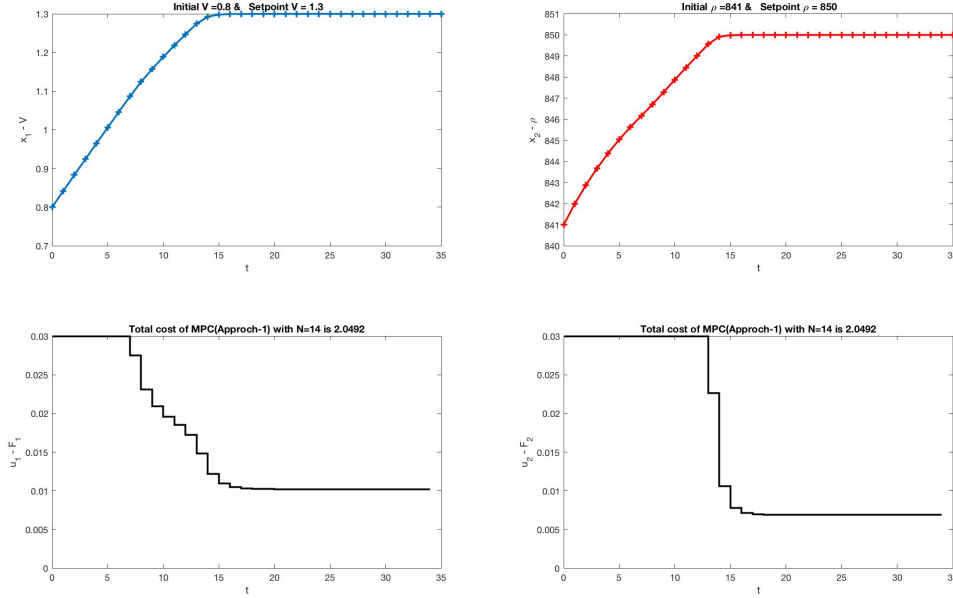 Initial V =0.8 & Setpoint V = 1.3
1.3
1.2
1.1
1
0.9
0.8
0.7
x1 - V
0 5 10 15 20 25 30 35
t
Initial ρ =841 & Setpoint ρ = 850
851
850
849
848
847
846
845
844
843
842
841
840
x2 - ρ
0 5 10 15 20 25 30 35
t
Total cost of MPC(Approch-1) with N=14 is 2.0492
0.03
0.025
0.02
0.015
0.01
0.005
0
u1 - F1
0 5 10 15 20 25 30 35
t
Total cost of MPC(Approch-1) with N=14 is 2.0492
0.03
0.025
0.02
0.015
0.01
0.005
0
u2 - F2
0 5 10 15 20 25 30 35
t